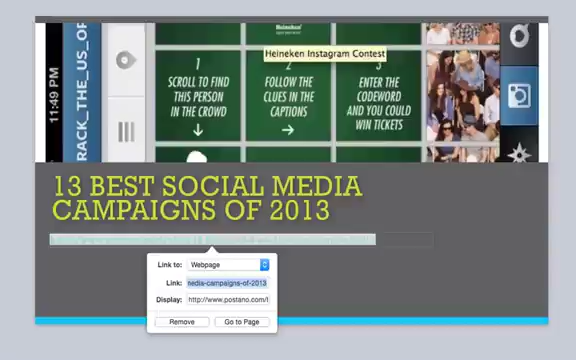 Heineken
Heineken Instagram Contest
11:49 PM
RACK_THE_US_OP
1
SCROLL TO FIND
THIS PERSON
IN THE CROWD
2
FOLLOW THE
CLUES IN THE
CAPTIONS
3
ENTER THE
CODEWORD
AND YOU COULD
WIN TICKETS
13 BEST SOCIAL MEDIA
CAMPAIGNS OF 2013
Link to: Webpage
Link: nedia-campaigns-of-2013
Display: http://www.postano.com/
Remove
Go to Page